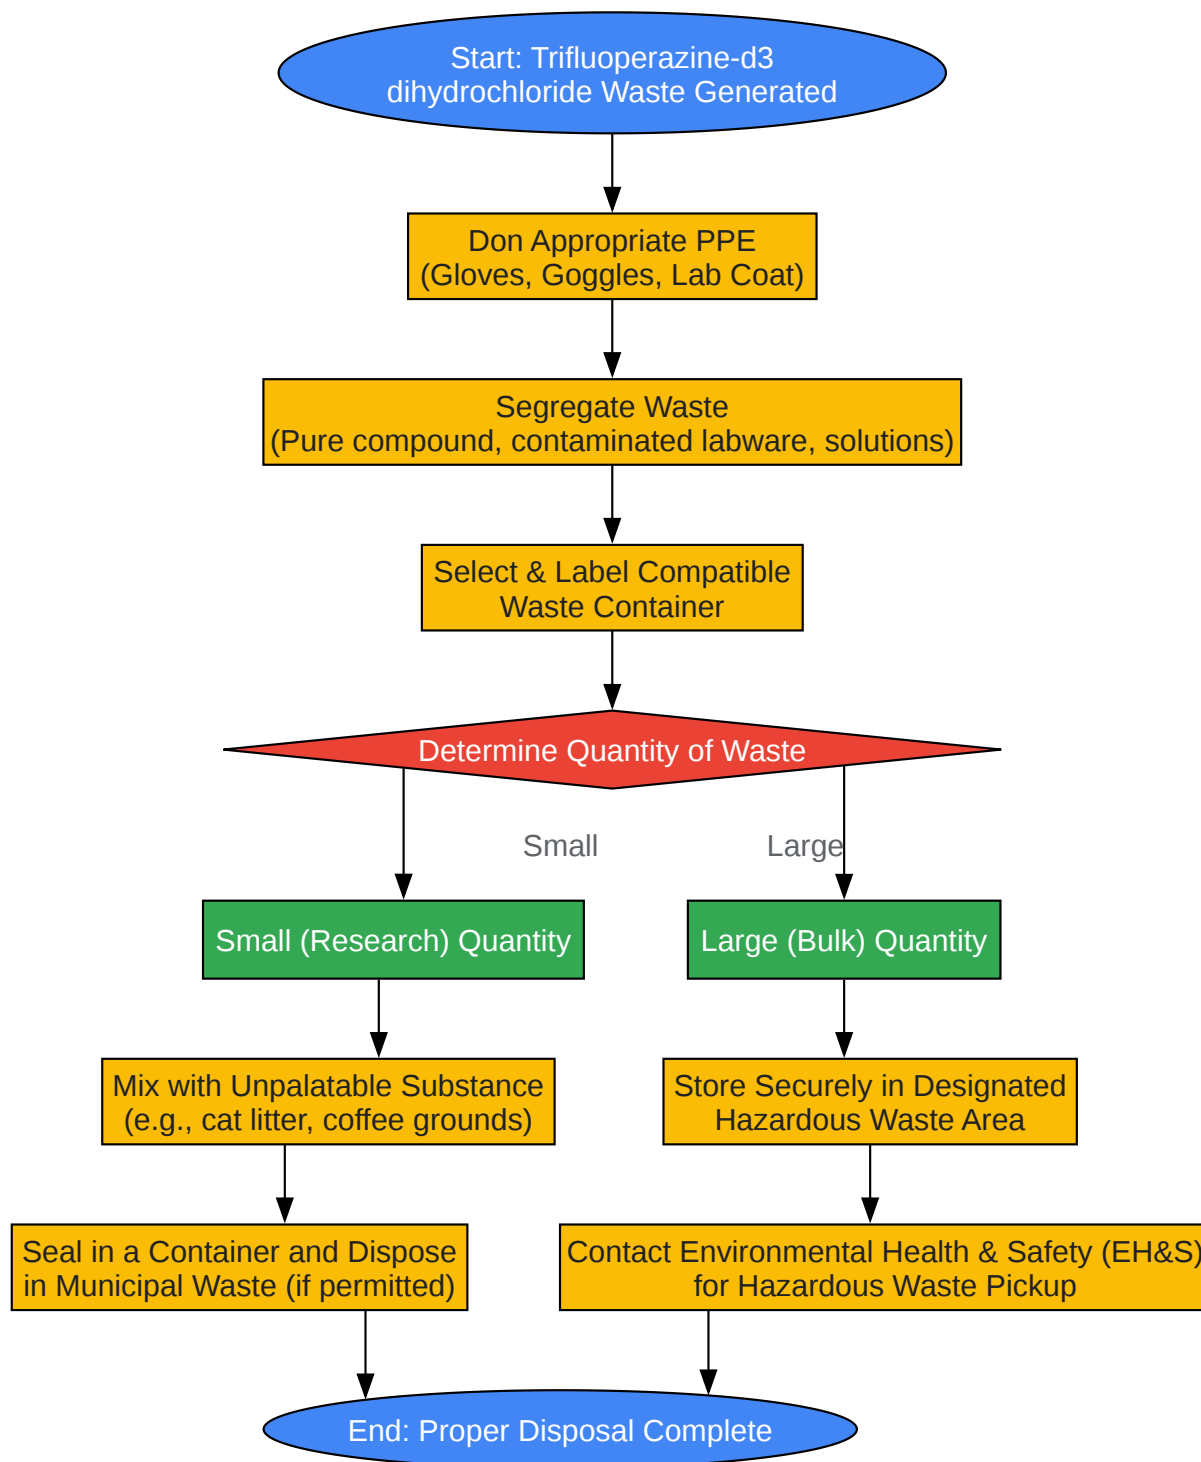 Start: Trifluoperazine-d3
dihydrochloride Waste Generated
Don Appropriate PPE
(Gloves, Goggles, Lab Coat)
Segregate Waste
(Pure compound, contaminated labware, solutions)
Select & Label Compatible
Waste Container
Determine Quantity of Waste
Small
Large
Small (Research) Quantity
Large (Bulk) Quantity
Mix with Unpalatable Substance
(e.g., cat litter, coffee grounds)
Store Securely in Designated
Hazardous Waste Area
Seal in a Container and Dispose
in Municipal Waste (if permitted)
Contact Environmental Health & Safety (EH&S)
for Hazardous Waste Pickup
End: Proper Disposal Complete